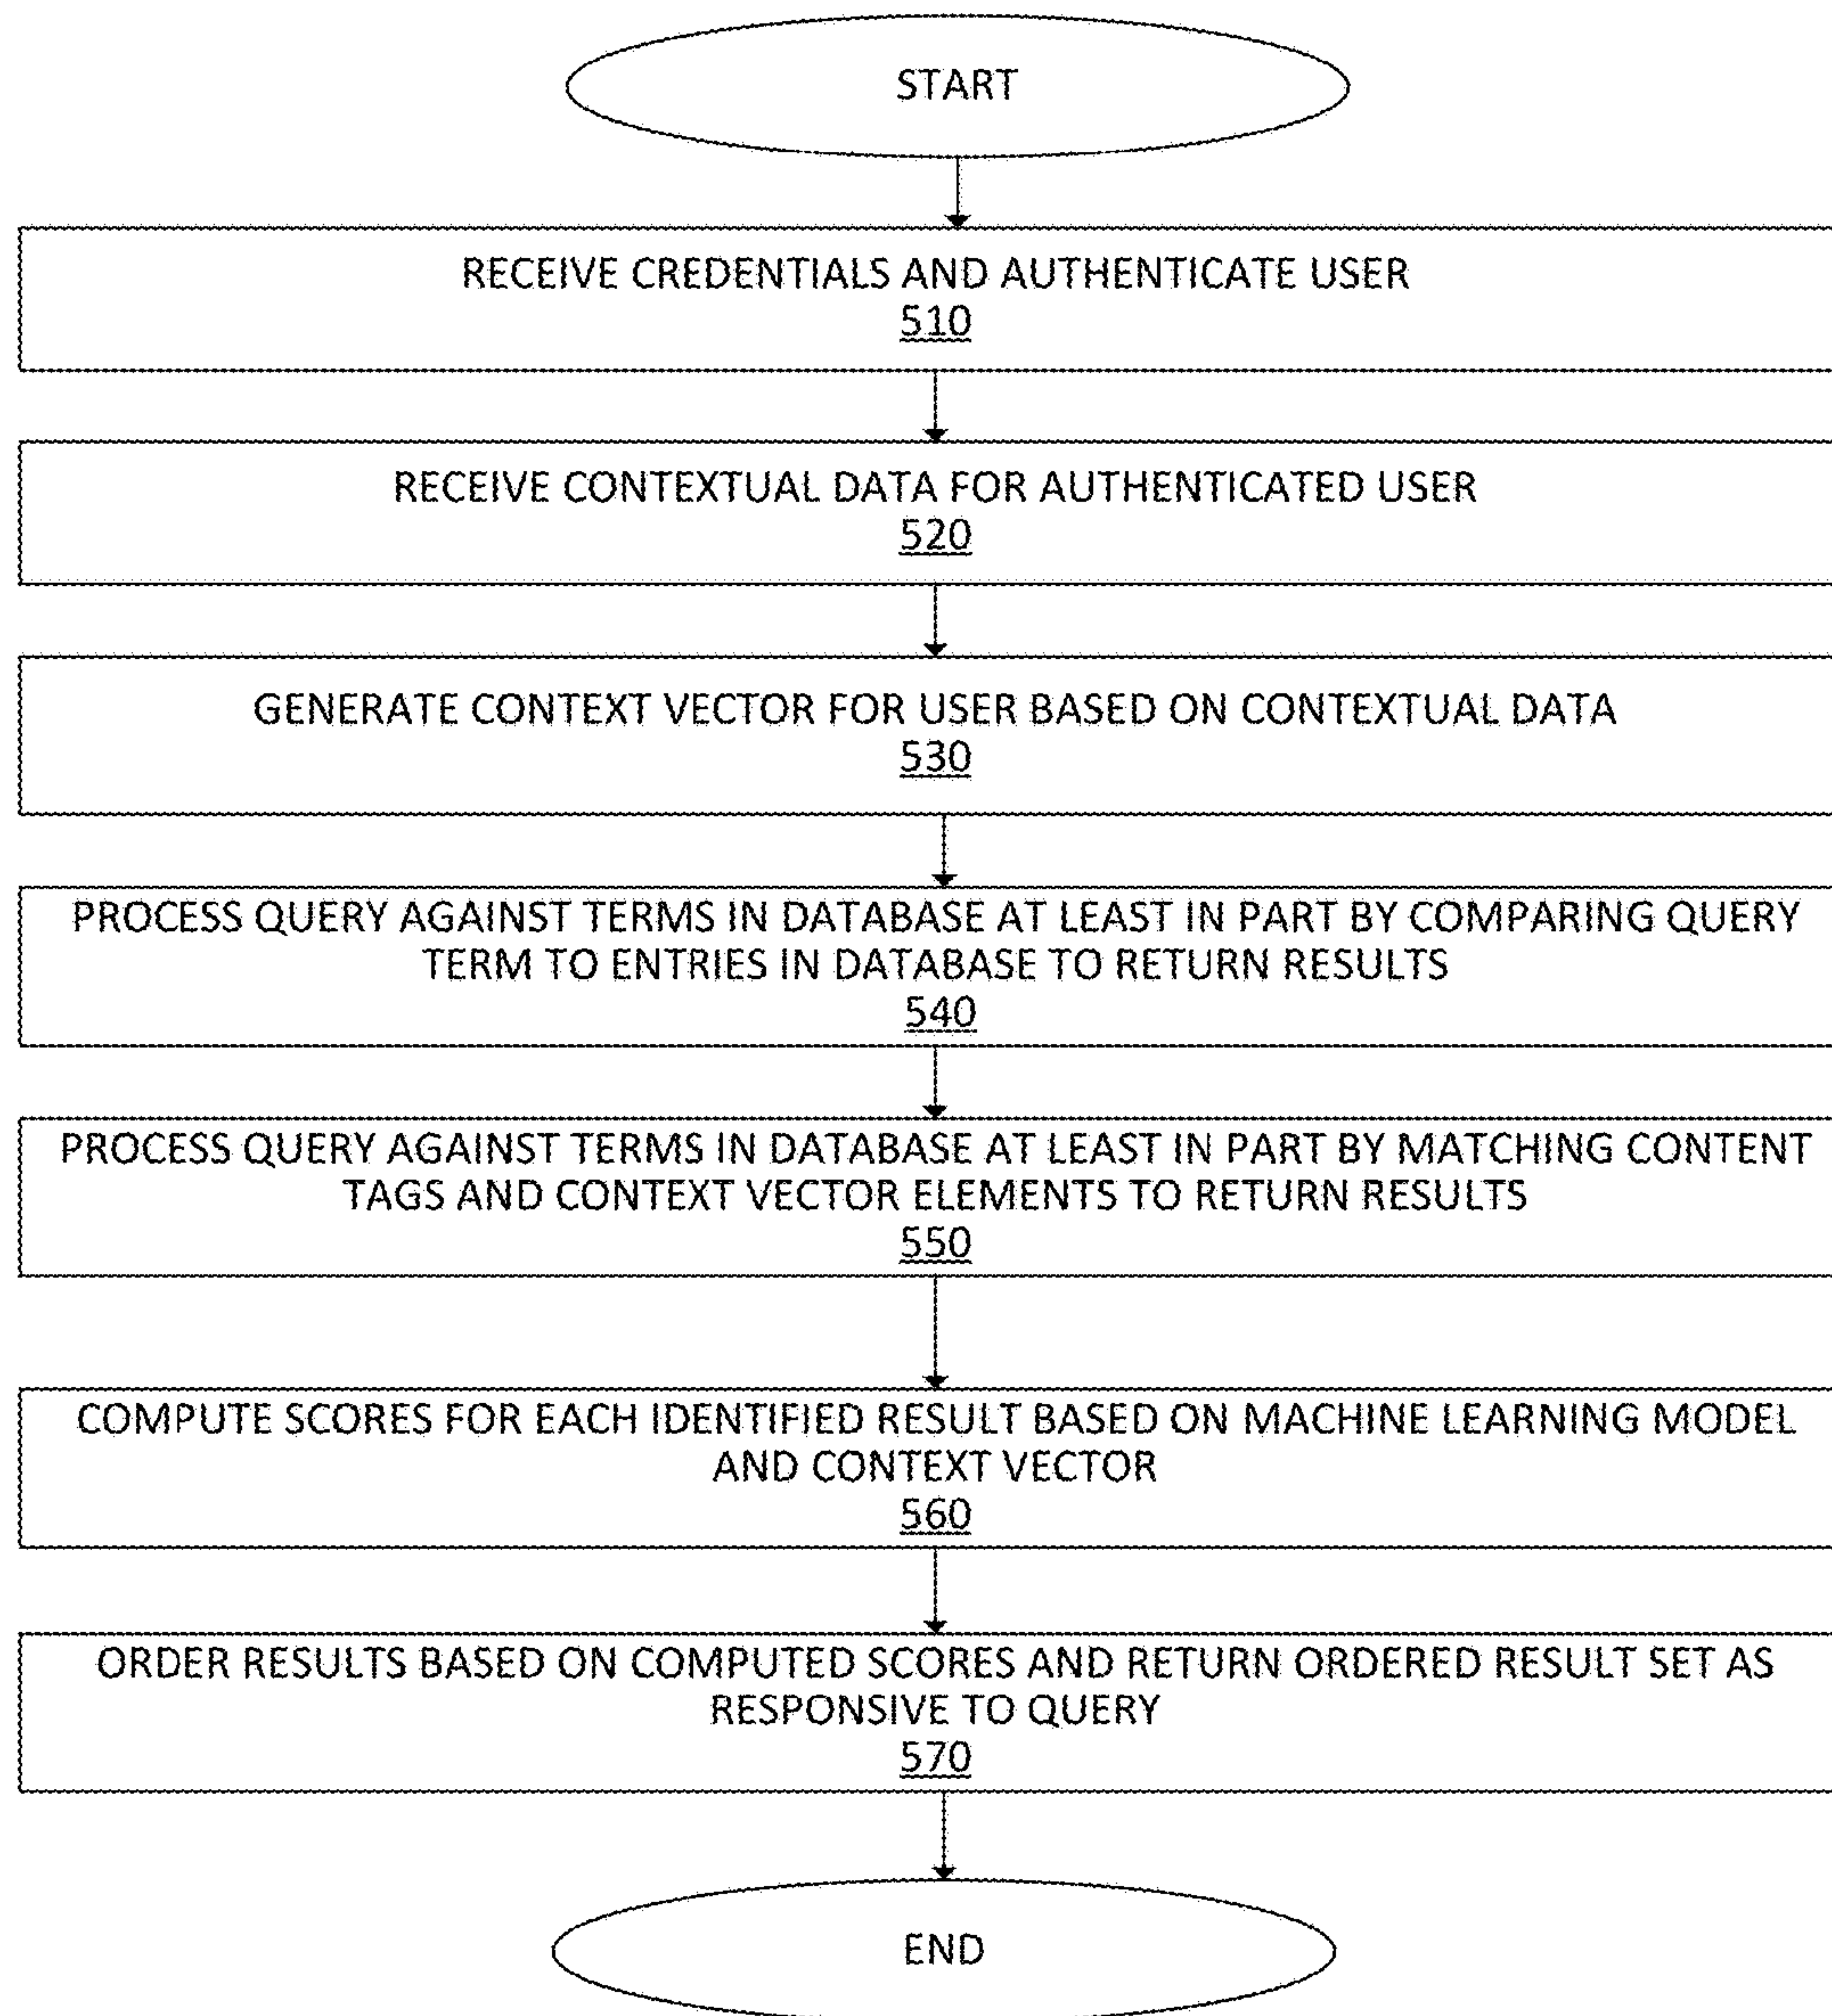 START
RECEIVE CREDENTIALS AND AUTHENTICATE USER
510
RECEIVE CONTEXTUAL DATA FOR AUTHENTICATED USER
520
GENERATE CONTEXT VECTOR FOR USER BASED ON CONTEXTUAL DATA
530
PROCESS QUERY AGAINST TERMS IN DATABASE AT LEAST IN PART BY COMPARING QUERY
TERM TO ENTRIES IN DATABASE TO RETURN RESULTS
540
PROCESS QUERY AGAINST TERMS IN DATABASE AT LEAST IN PART BY MATCHING CONTENT
TAGS AND CONTEXT VECTOR ELEMENTS TO RETURN RESULTS
550
COMPUTE SCORES FOR EACH IDENTIFIED RESULT BASED ON MACHINE LEARNING MODEL
AND CONTEXT VECTOR
560
ORDER RESULTS BASED ON COMPUTED SCORES AND RETURN ORDERED RESULT SET AS
RESPONSIVE TO QUERY
570
END